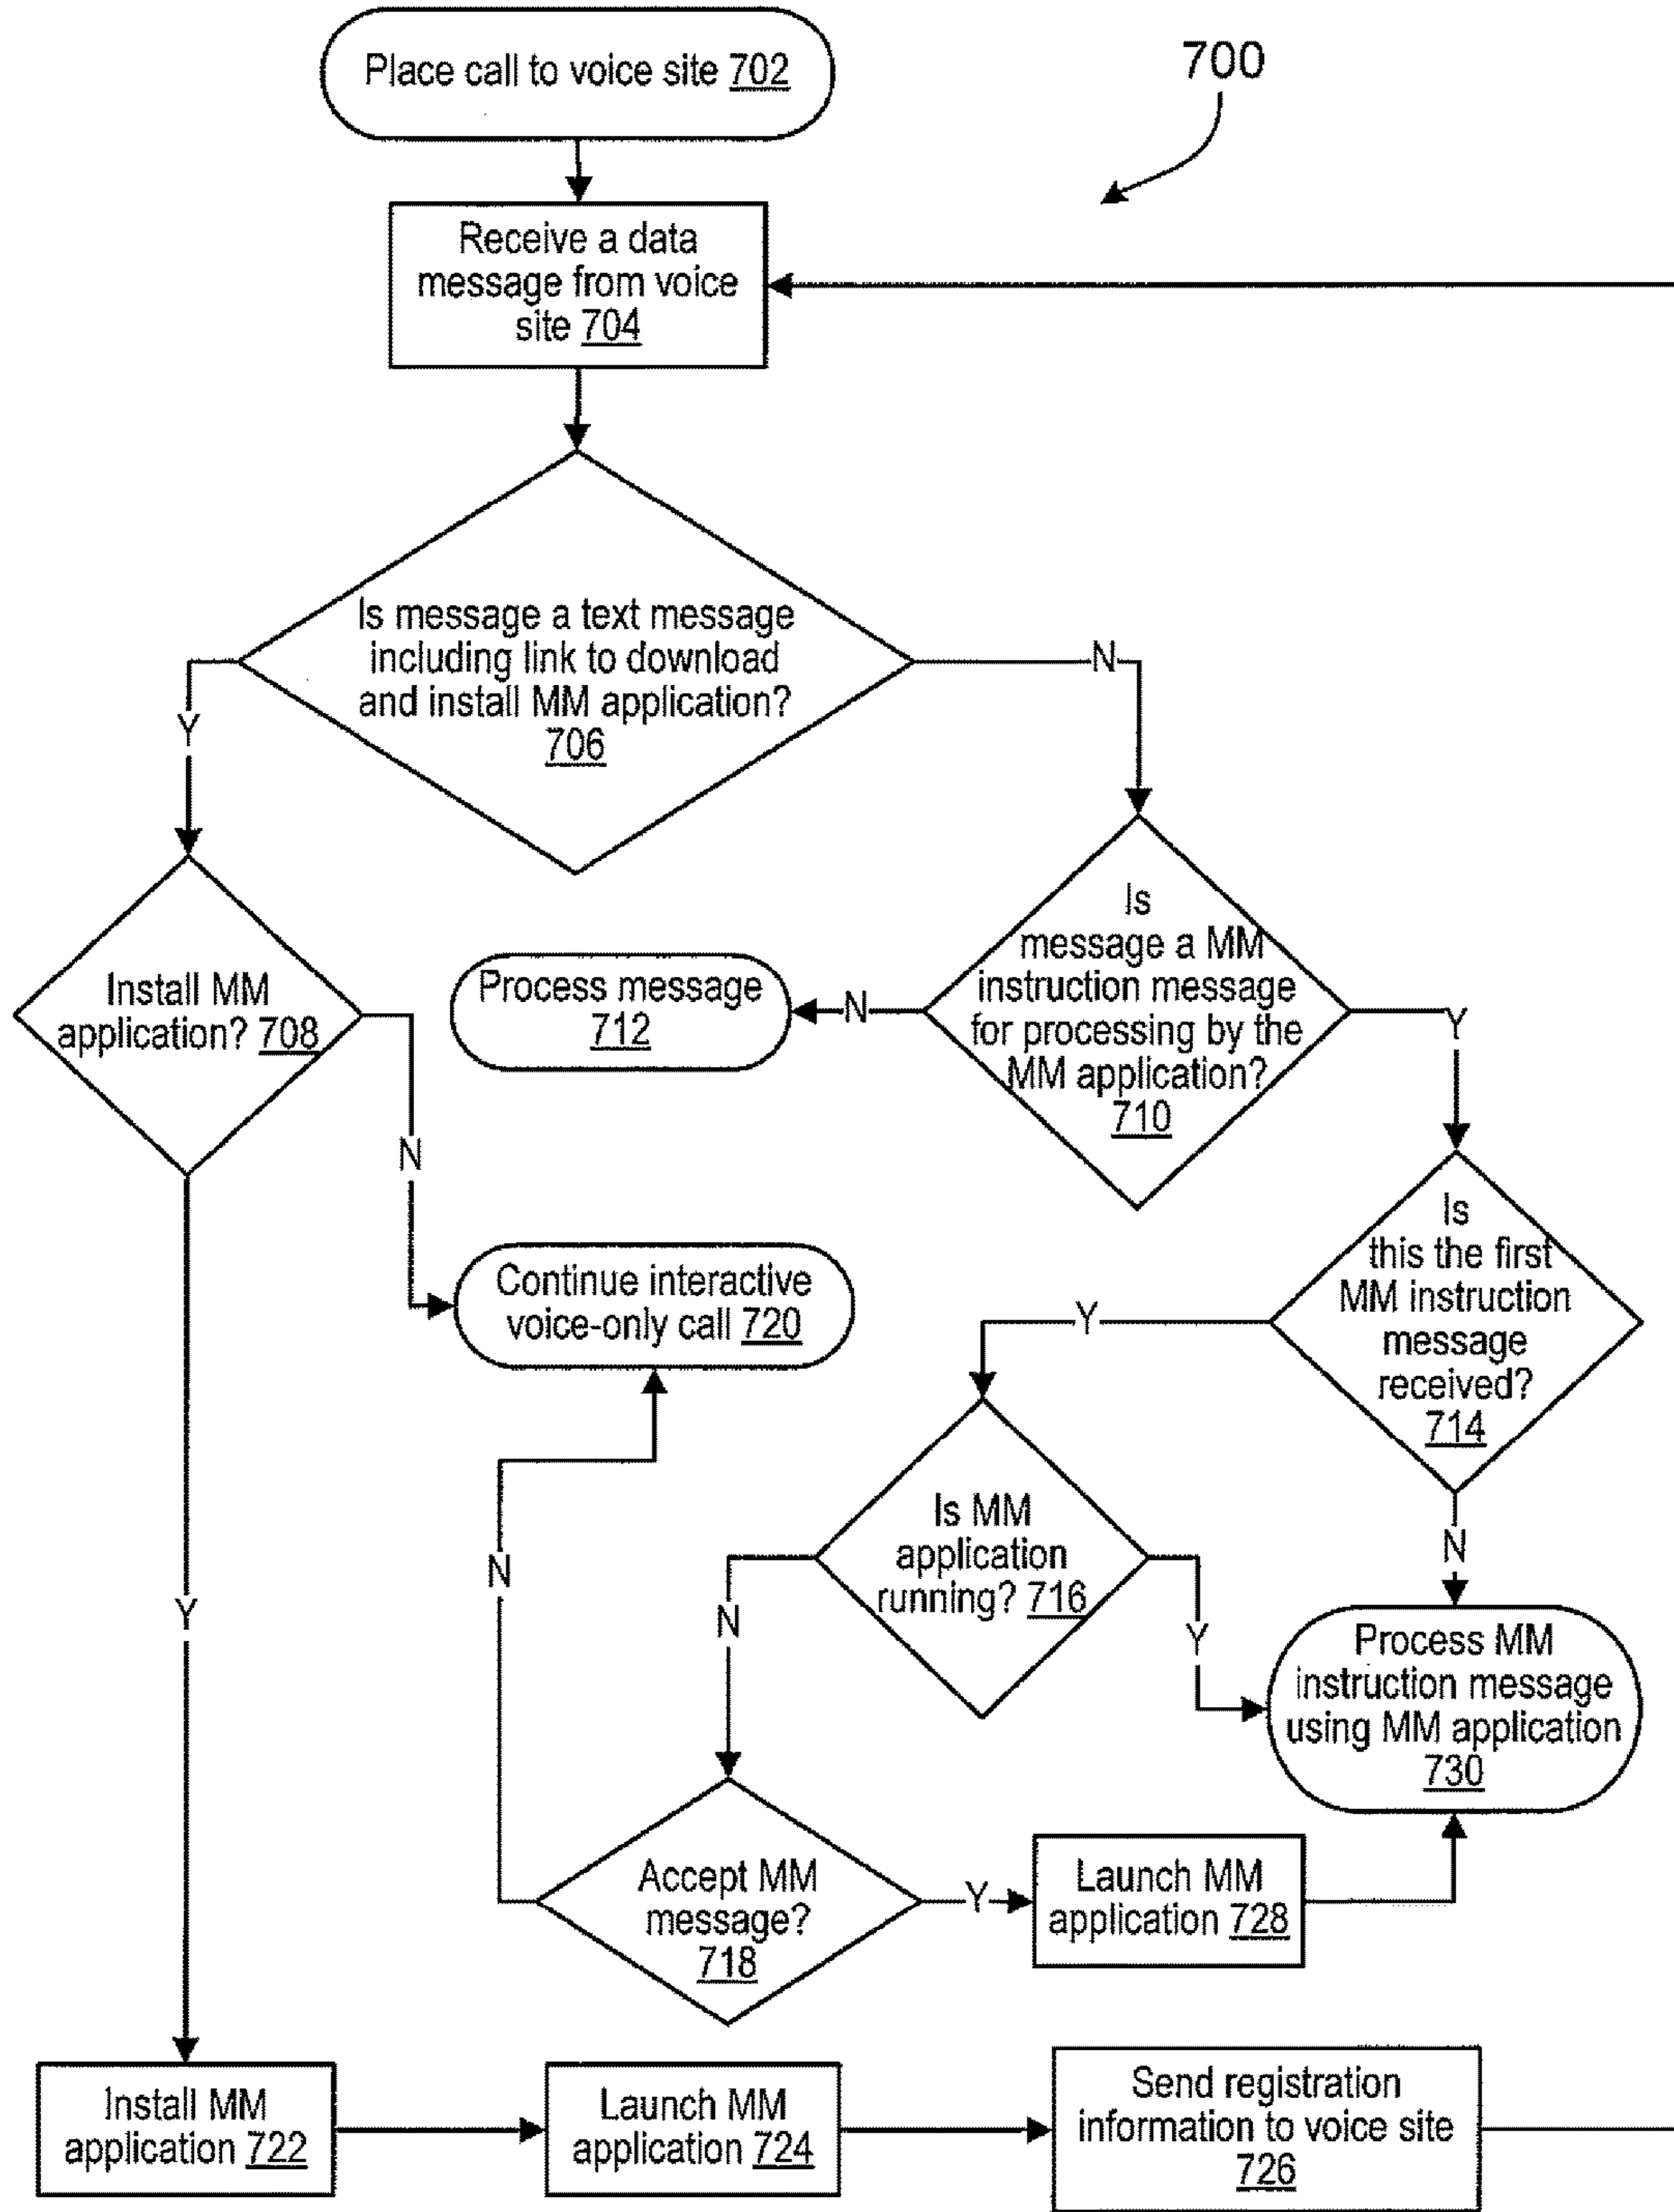 Place call to voice site 702
700
Receive a data
message from voice
site 704
Is message a text message
including link to download
and install MM application?
706
N
Y
Is
message a MM
instruction message
for processing by the
MM application?
710
Process message
712
N
Y
Install MM
application? 708
N
Is
this the first
MM instruction
message
received?
714
Continue interactive
voice-only call 720
Y
N
Is MM
application
running? 716
N
N
Y
Y
Process MM
instruction message
using MM application
730
Accept MM
message?
718
Y
Launch MM
application 728
Install MM
application 722
Launch MM
application 724
Send registration
information to voice site
726